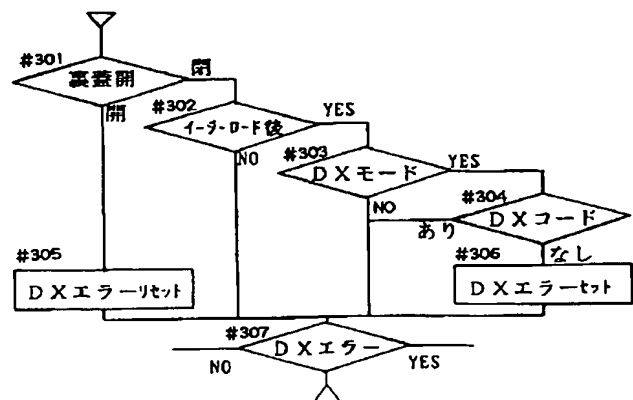 #301
裏蓋開
閉
開
#302
イーダーロード後
YES
NO
#303
DXモード
YES
NO
#304
DXコード
あり
なし
#305
DXエラーリセット
#306
DXエラーセット
#307
DXエラー
NO
YES